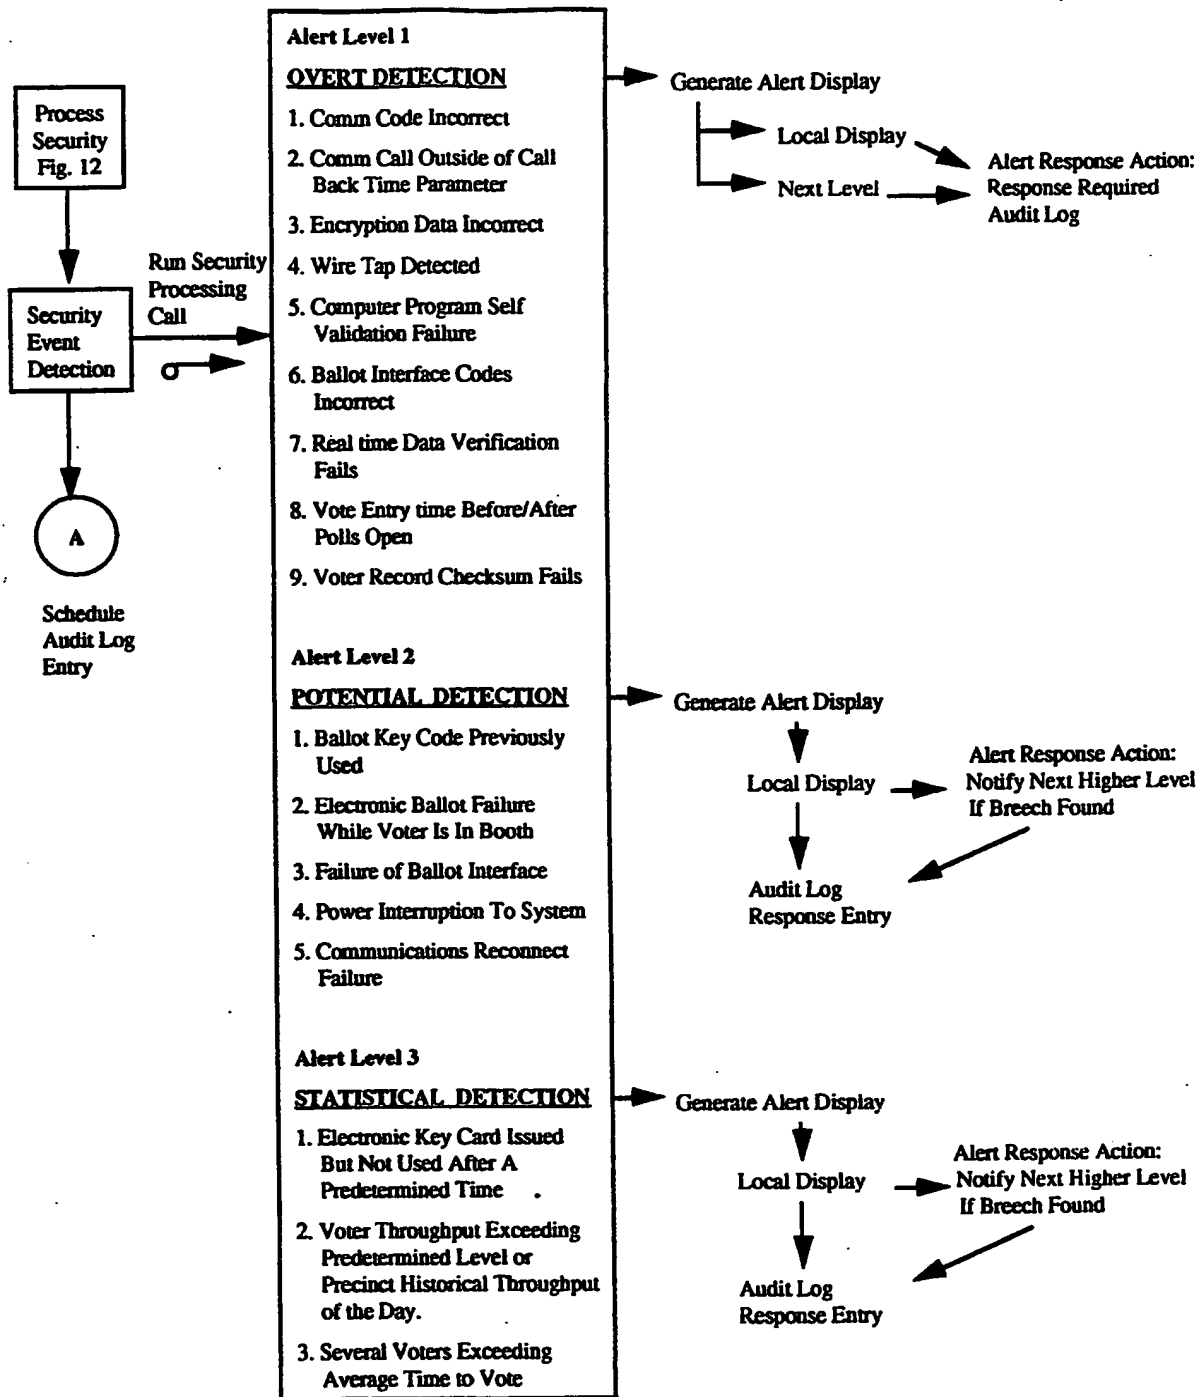 Process
Security
Fig. 12
Security
Event
Detection
A
Schedule
Audit Log
Entry
Run Security
Processing
Call
Alert Level 1
OVERT DETECTION
1. Comm Code Incorrect
2. Comm Call Outside of Call
Back Time Parameter
3. Encryption Data Incorrect
4. Wire Tap Detected
5. Computer Program Self
Validation Failure
6. Ballot Interface Codes
Incorrect
7. Real time Data Verification
Fails
8. Vote Entry time Before/After
Polls Open
9. Voter Record Checksum Fails
Generate Alert Display
Local Display
Next Level
Alert Response Action:
Response Required
Audit Log
Alert Level 2
POTENTIAL DETECTION
1. Ballot Key Code Previously
Used
2. Electronic Ballot Failure
While Voter Is In Booth
3. Failure of Ballot Interface
4. Power Interruption To System
5. Communications Reconnect
Failure
Generate Alert Display
Local Display
Alert Response Action:
Notify Next Higher Level
If Breech Found
Audit Log
Response Entry
Alert Level 3
STATISTICAL DETECTION
1. Electronic Key Card Issued
But Not Used After A
Predetermined Time
2. Voter Throughput Exceeding
Predetermined Level or
Precinct Historical Throughput
of the Day.
3. Several Voters Exceeding
Average Time to Vote
Generate Alert Display
Local Display
Alert Response Action:
Notify Next Higher Level
If Breech Found
Audit Log
Response Entry